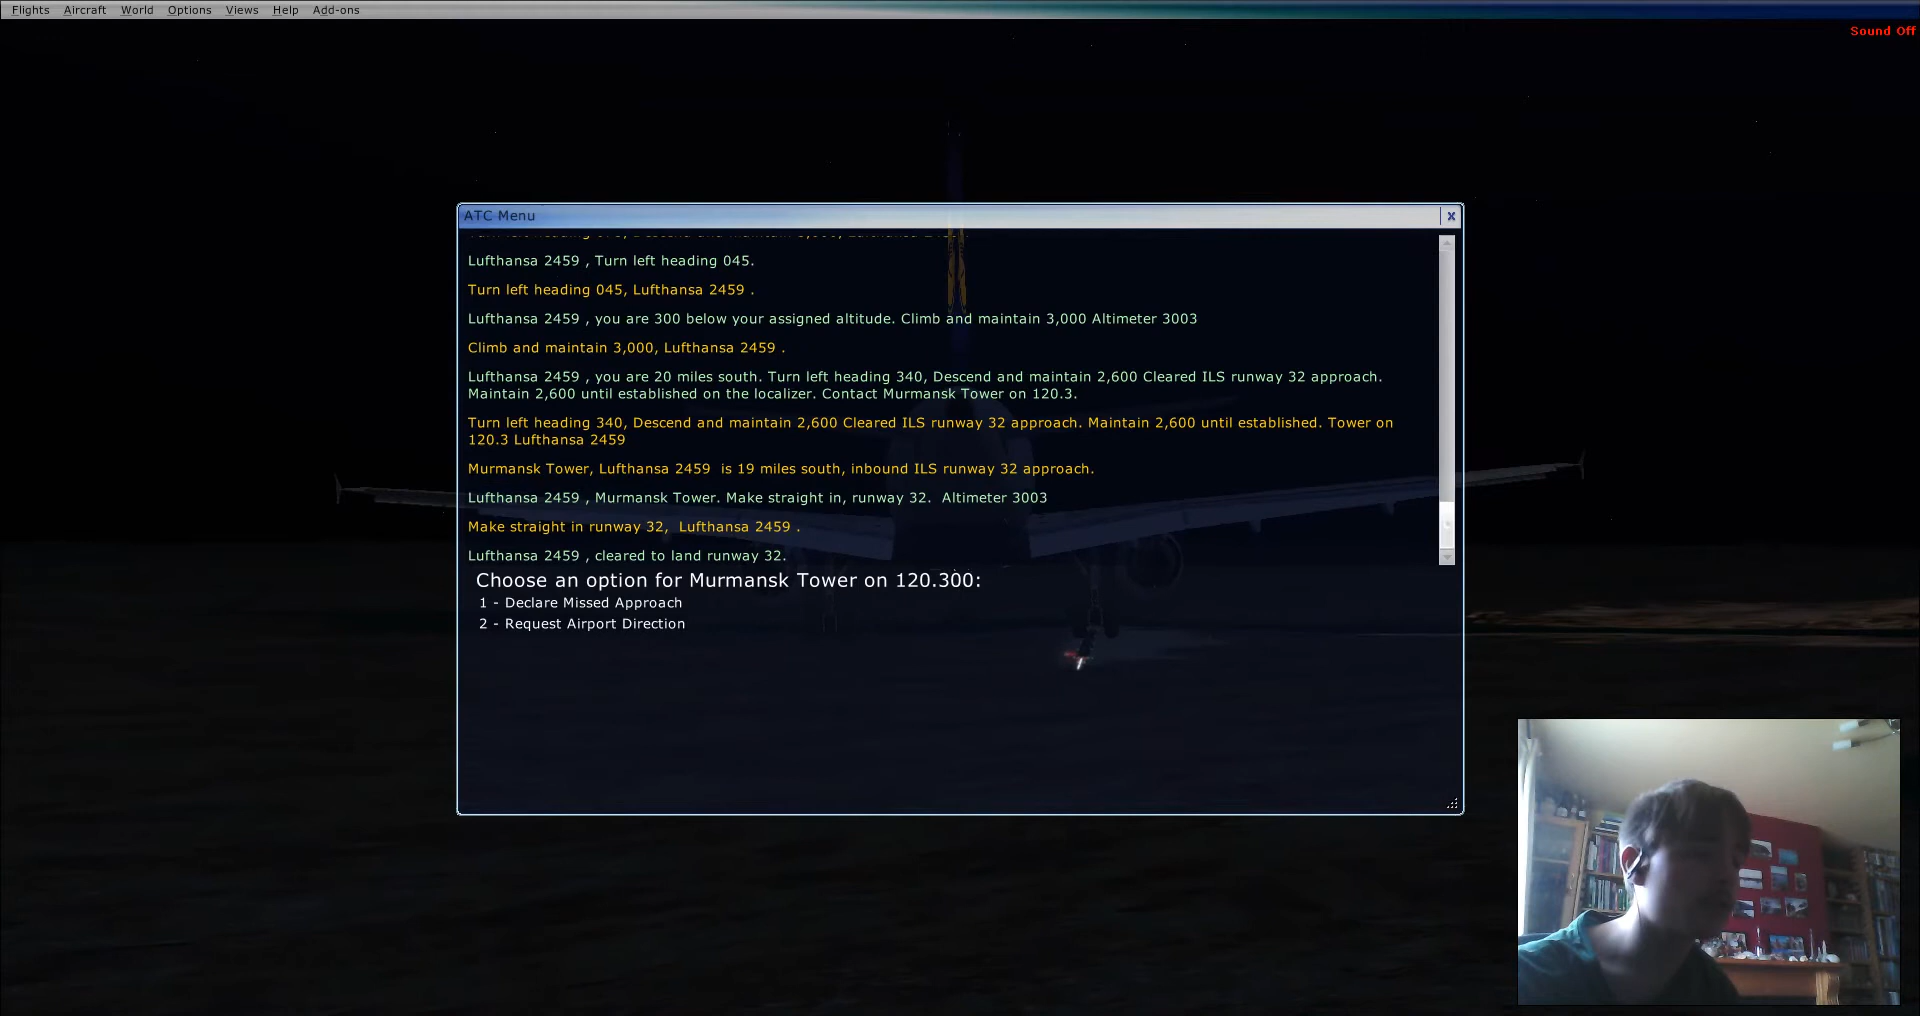 Flights Aircraft World Options Views Help Add-ons
Sound Off
ATC Menu
x
Lufthansa 2459 , Turn left heading 045.
Turn left heading 045, Lufthansa 2459 .
Lufthansa 2459 , you are 300 below your assigned altitude. Climb and maintain 3,000 Altimeter 3003
Climb and maintain 3,000, Lufthansa 2459 .
Lufthansa 2459 , you are 20 miles south. Turn left heading 340, Descend and maintain 2,600 Cleared ILS runway 32 approach.
Maintain 2,600 until established on the localizer. Contact Murmansk Tower on 120.3.
Turn left heading 340, Descend and maintain 2,600 Cleared ILS runway 32 approach. Maintain 2,600 until established. Tower on
120.3 Lufthansa 2459
Murmansk Tower, Lufthansa 2459  is 19 miles south, inbound ILS runway 32 approach.
Lufthansa 2459 , Murmansk Tower. Make straight in, runway 32.  Altimeter 3003
Make straight in runway 32,  Lufthansa 2459 .
Lufthansa 2459 , cleared to land runway 32.
Choose an option for Murmansk Tower on 120.300:
1 - Declare Missed Approach
2 - Request Airport Direction